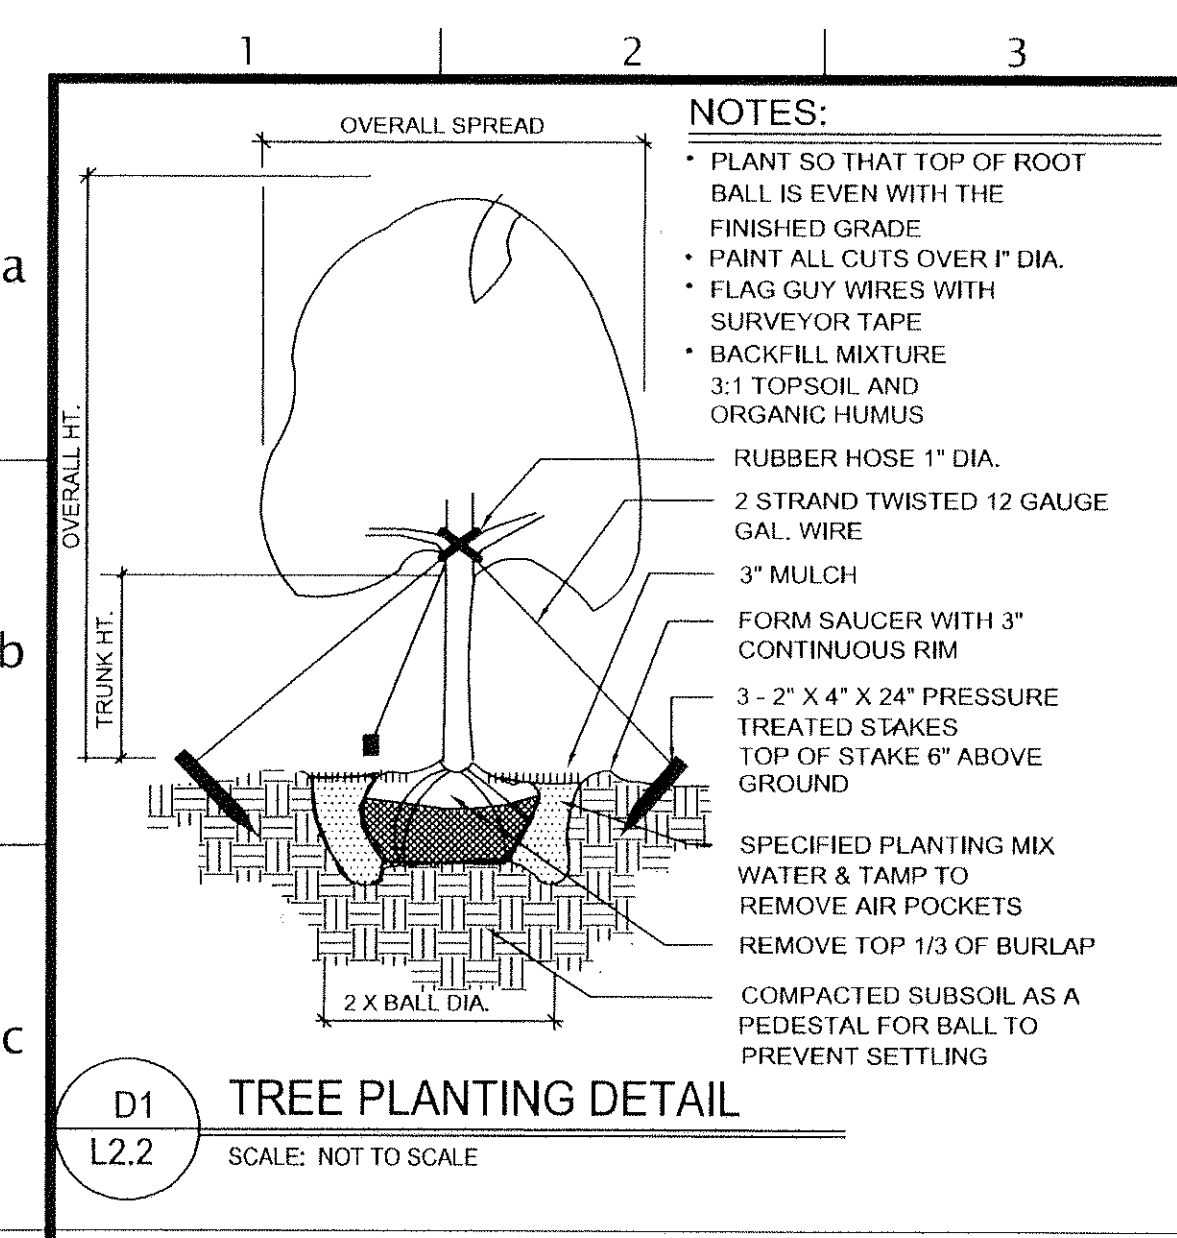 1
2
3
a
b
c
OVERALL SPREAD
OVERALL HT.
TRUNK HT.
NOTES:
• PLANT SO THAT TOP OF ROOT
BALL IS EVEN WITH THE
FINISHED GRADE
• PAINT ALL CUTS OVER I" DIA.
• FLAG GUY WIRES WITH
SURVEYOR TAPE
• BACKFILL MIXTURE
3:1 TOPSOIL AND
ORGANIC HUMUS
RUBBER HOSE 1" DIA.
2 STRAND TWISTED 12 GAUGE
GAL. WIRE
3" MULCH
FORM SAUCER WITH 3"
CONTINUOUS RIM
3 - 2" X 4" X 24" PRESSURE
TREATED STAKES
TOP OF STAKE 6" ABOVE
GROUND
SPECIFIED PLANTING MIX
WATER & TAMP TO
REMOVE AIR POCKETS
REMOVE TOP 1/3 OF BURLAP
COMPACTED SUBSOIL AS A
PEDESTAL FOR BALL TO
PREVENT SETTLING
2 X BALL DIA.
D1
L2.2
TREE PLANTING DETAIL
SCALE: NOT TO SCALE